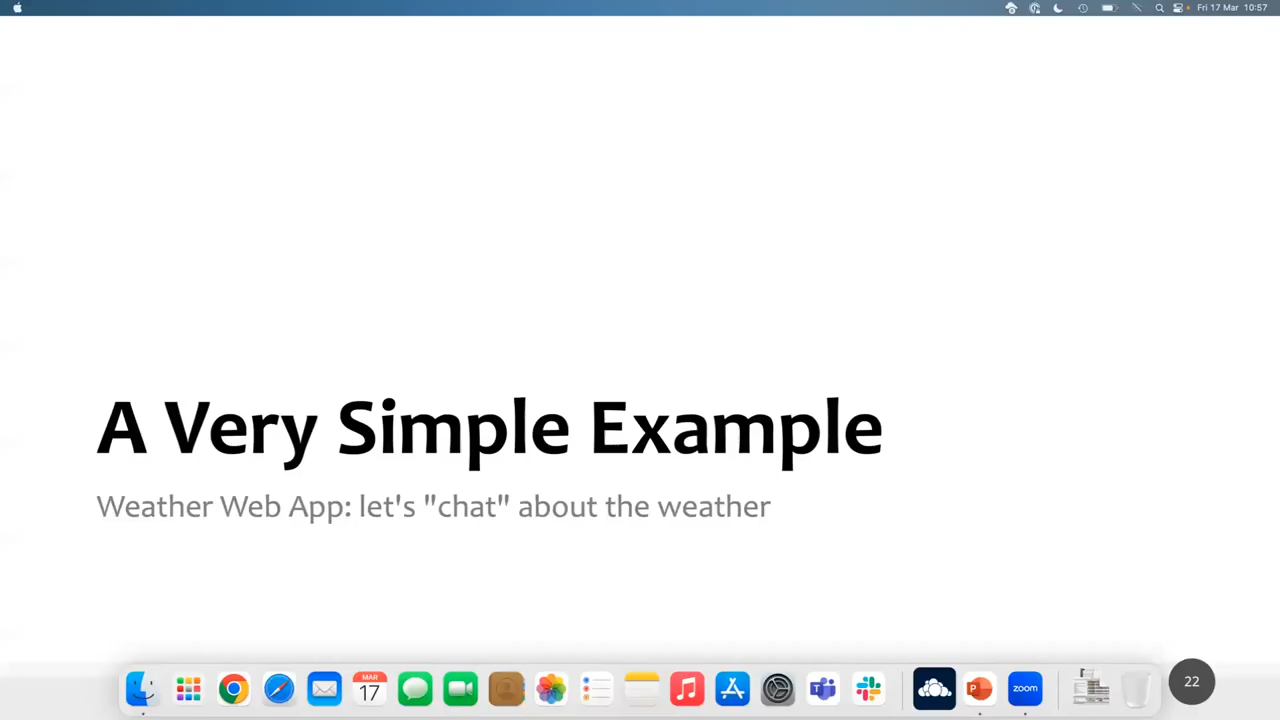 Fri 17 Mar 10:57
A Very Simple Example
Weather Web App: let's "chat" about the weather
MAR
17
zoom
22